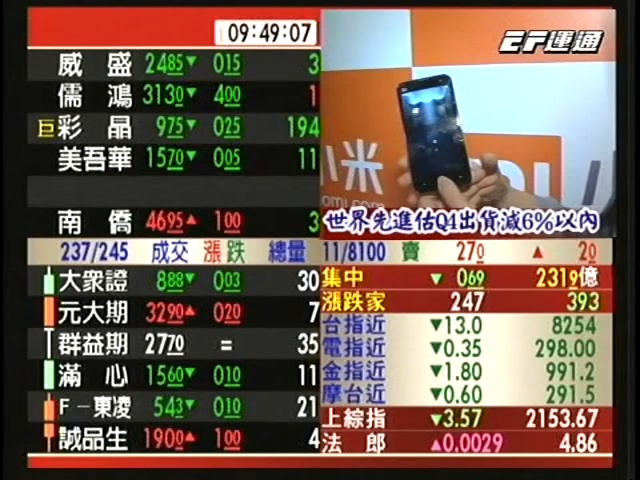 09:49:07
EF運通
威盛 2485▼ 015 3
儒鴻 3130▼ 400 1
巨 彩晶 975▼ 025 194
美吾華 1570▼ 005 11
南僑 4695▲ 100 3
小米
omi.com
世界先進估Q4出貨減6%以內
237/245 成交 漲跌 總量
11/8100 賣 270 ▲ 20
大衆證 888▼ 003 30
元大期 3290▲ 020 7
群益期 2770 = 35
滿心 1560▼ 010 11
F-東凌 543▼ 010 21
誠品生 1900▲ 100 4
集中 ▼ 069 2319億
漲跌家 247 393
台指近 ▼13.0 8254
電指近 ▼0.35 298.00
金指近 ▼1.80 991.2
摩台近 ▼0.60 291.5
上綜指 ▼3.57 2153.67
法郎 ▲0.0029 4.86